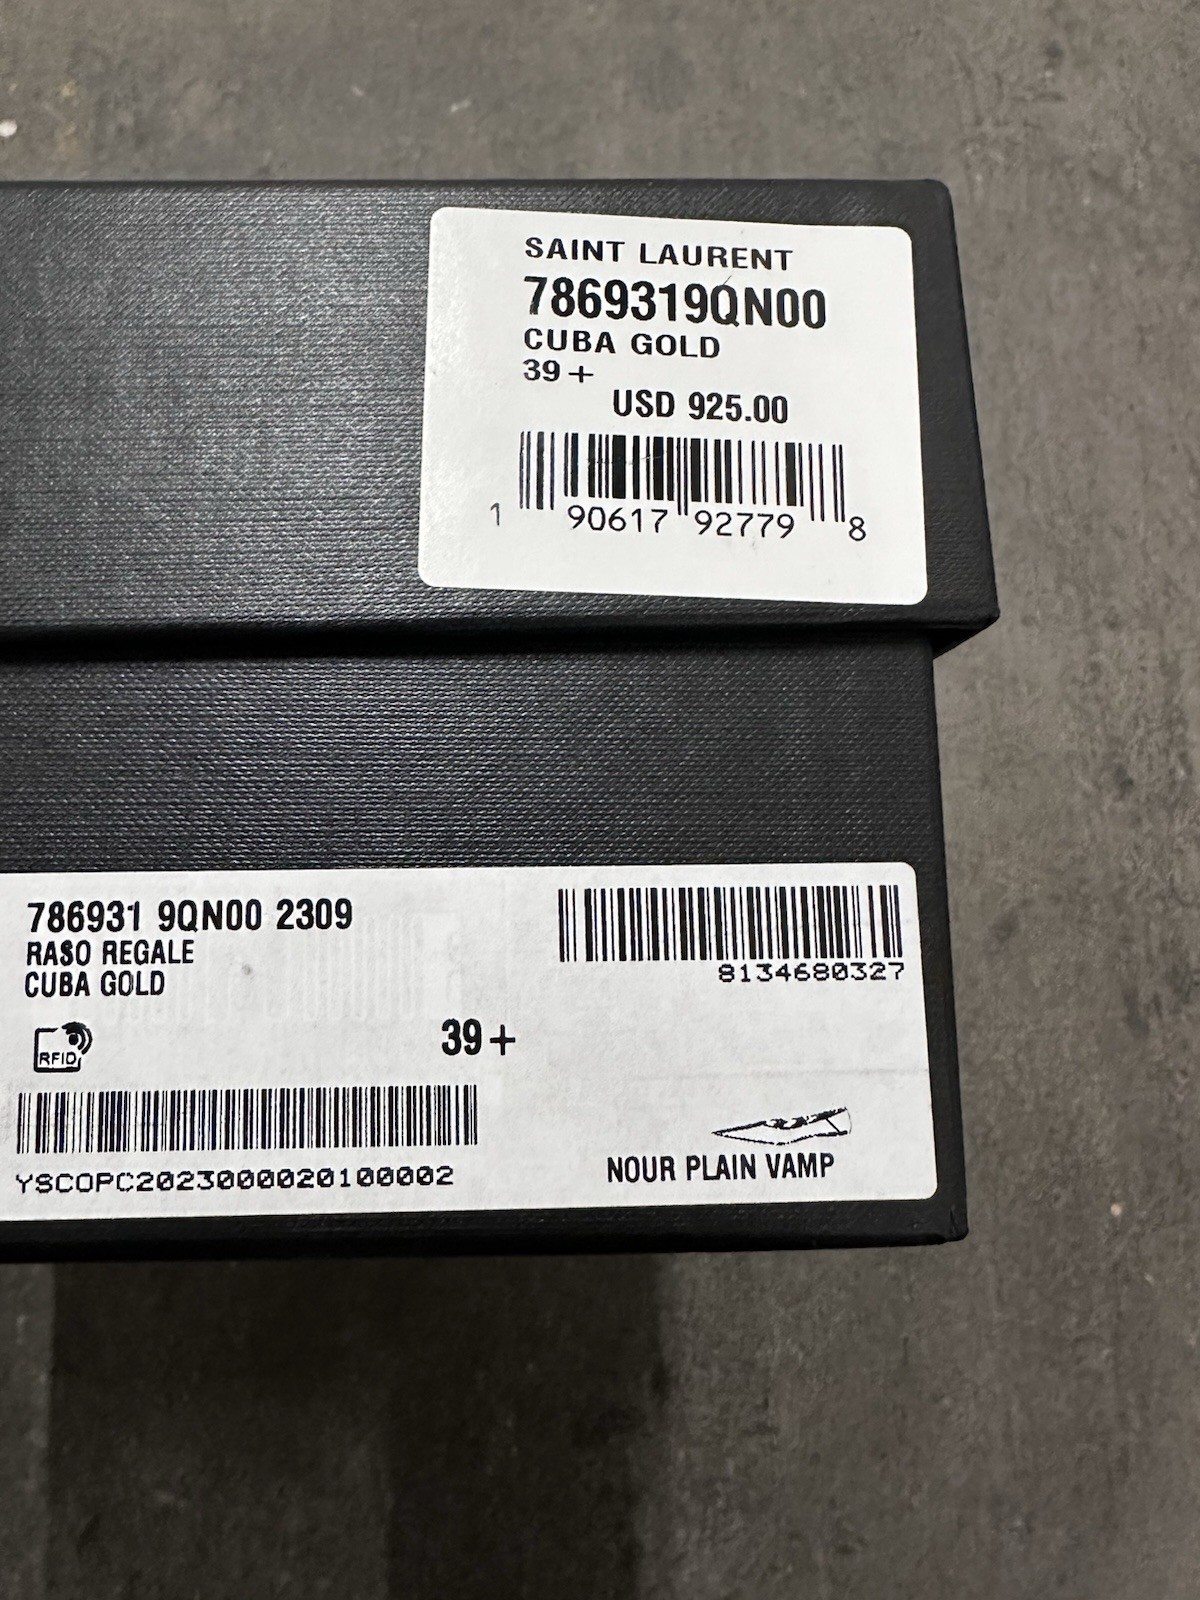 SAINT LAURENT
7869319QN00
CUBA GOLD
39+
USD 925.00
1 90617 92779 8
786931 9QN00 2309
RASO REGALE
CUBA GOLD
8134680327
RFID
39+
YSCOPC2023000020100002
NOUR PLAIN VAMP